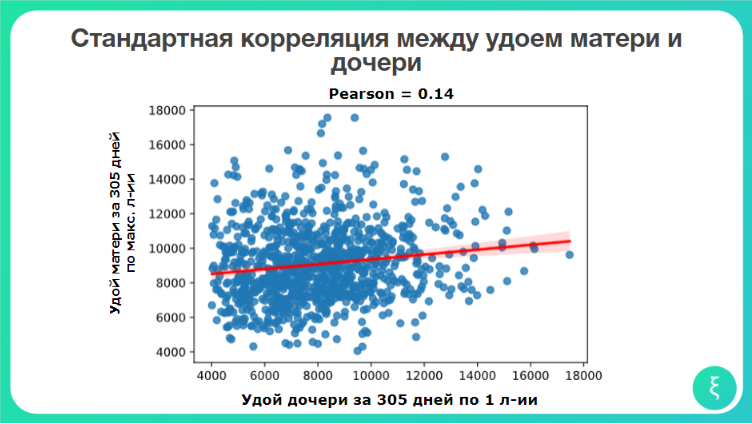 Стандартная корреляция между удоем матери и
дочери
Pearson = 0.14
Удой матери за 305 дней
по макс. л-ии
18000
16000
14000
12000
10000
8000
6000
4000
4000 6000 8000 10000 12000 14000 16000 18000
Удой дочери за 305 дней по 1 л-ии
ξ